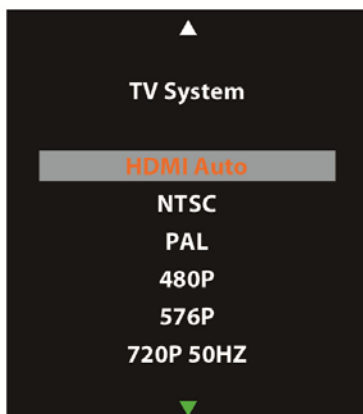 TV System
HDMI Auto
NTSC
PAL
480P
576P
720P 50HZ